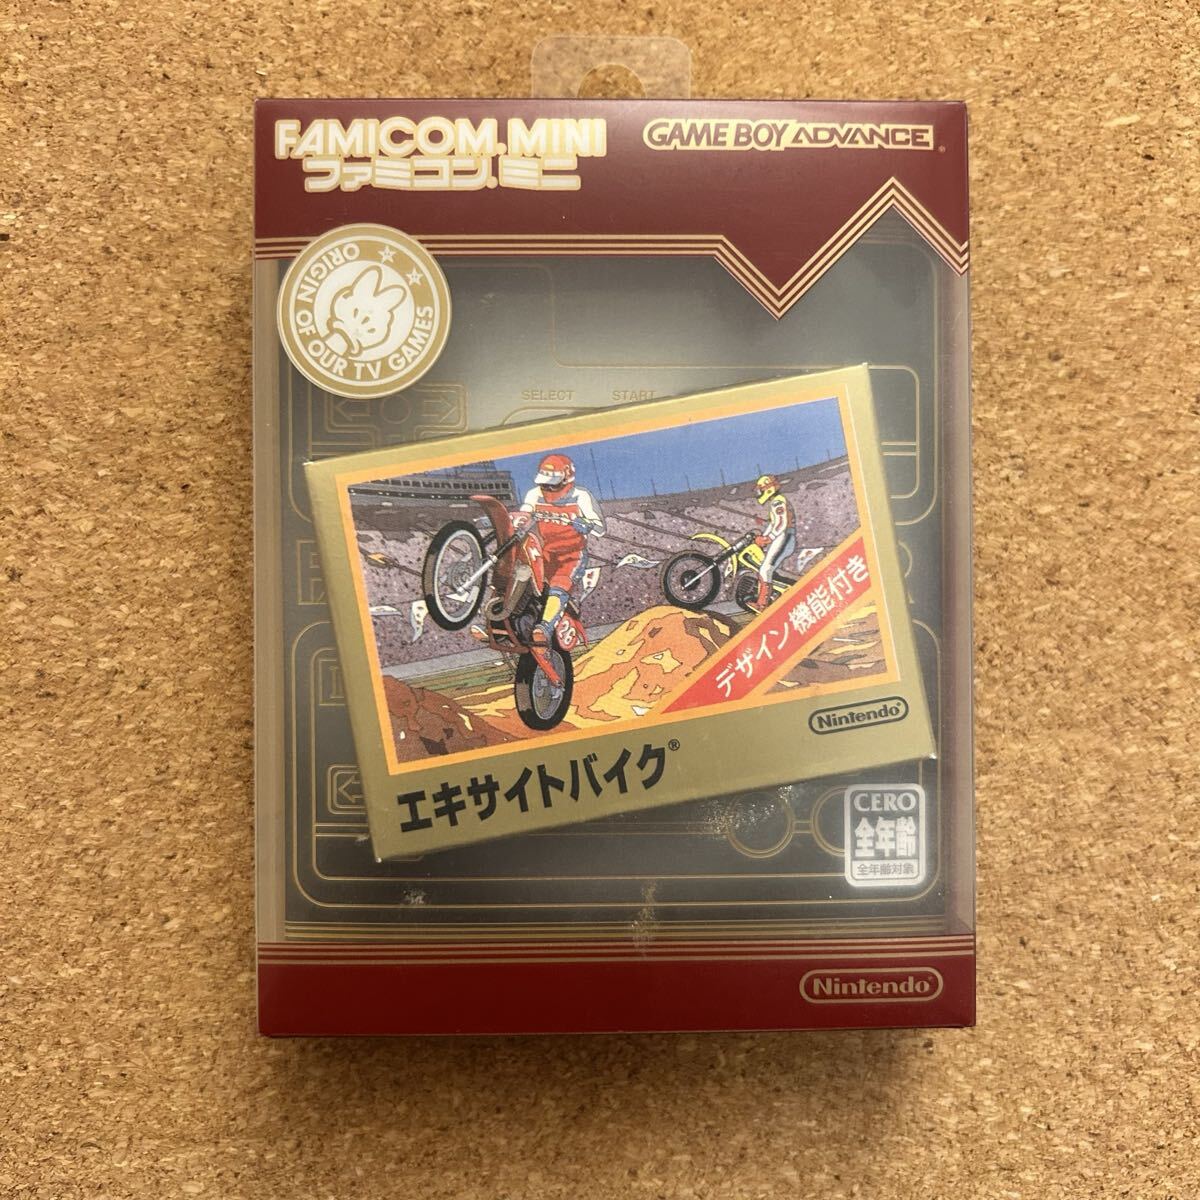 FAMICOM MINI
ファミコンミニ
GAME BOY ADVANCE
ORIGIN OF OUR TV GAMES
SELECT
START
26
デザイン機能付き
Nintendo®
エキサイトバイク®
CERO
全年齢
全年齢対象
Nintendo